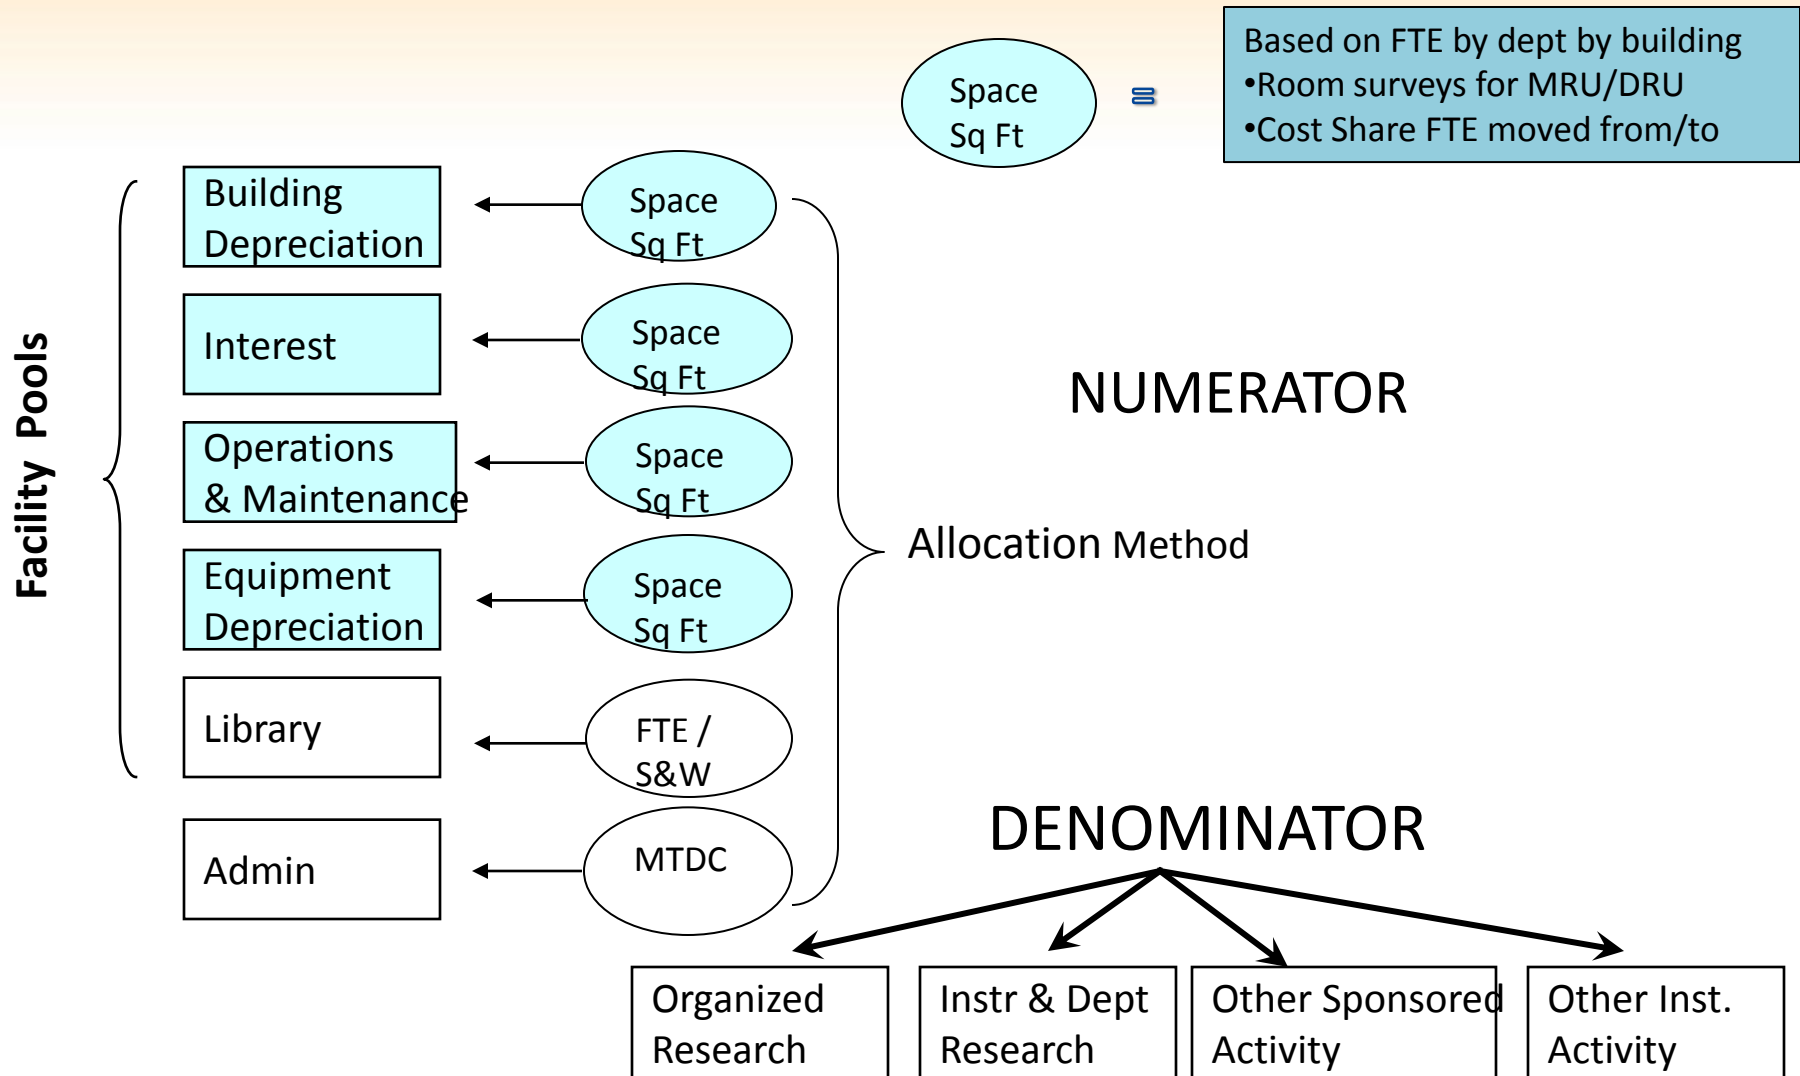 Space
Sq Ft
=
Based on FTE by dept by building
•Room surveys for MRU/DRU
•Cost Share FTE moved from/to
Facility Pools
Building
Depreciation
Space
Sq Ft
Interest
Space
Sq Ft
Operations
& Maintenance
Space
Sq Ft
Equipment
Depreciation
Space
Sq Ft
Library
FTE /
S&W
Admin
MTDC
Allocation Method
NUMERATOR
DENOMINATOR
Organized
Research
Instr & Dept
Research
Other Sponsored
Activity
Other Inst.
Activity